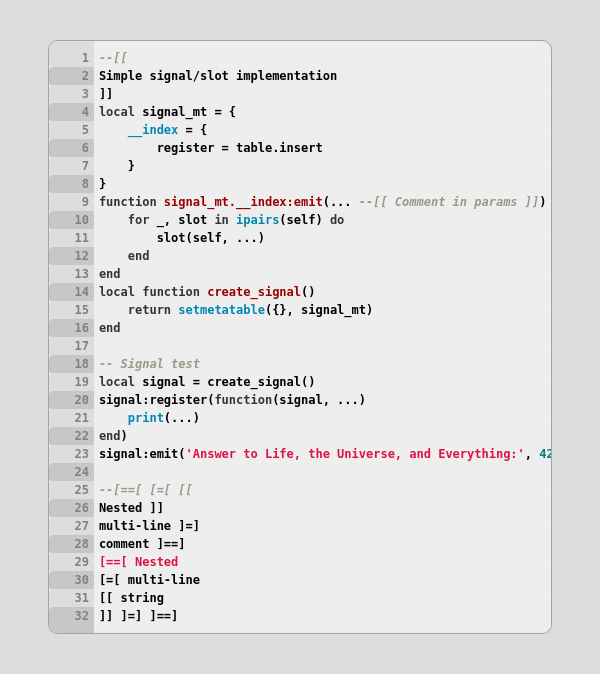 1 --[[
2 Simple signal/slot implementation
3 ]]
4 local signal_mt = {
5     __index = {
6         register = table.insert
7     }
8 }
9 function signal_mt.__index:emit(... --[[ Comment in params ]])
10     for _, slot in ipairs(self) do
11         slot(self, ...)
12     end
13 end
14 local function create_signal()
15     return setmetatable({}, signal_mt)
16 end
17
18 -- Signal test
19 local signal = create_signal()
20 signal:register(function(signal, ...)
21     print(...)
22 end)
23 signal:emit('Answer to Life, the Universe, and Everything:', 42
24
25 --[==[ [=[ [[
26 Nested ]]
27 multi-line ]=]
28 comment ]==]
29 [==[ Nested
30 [=[ multi-line
31 [[ string
32 ]] ]=] ]==]